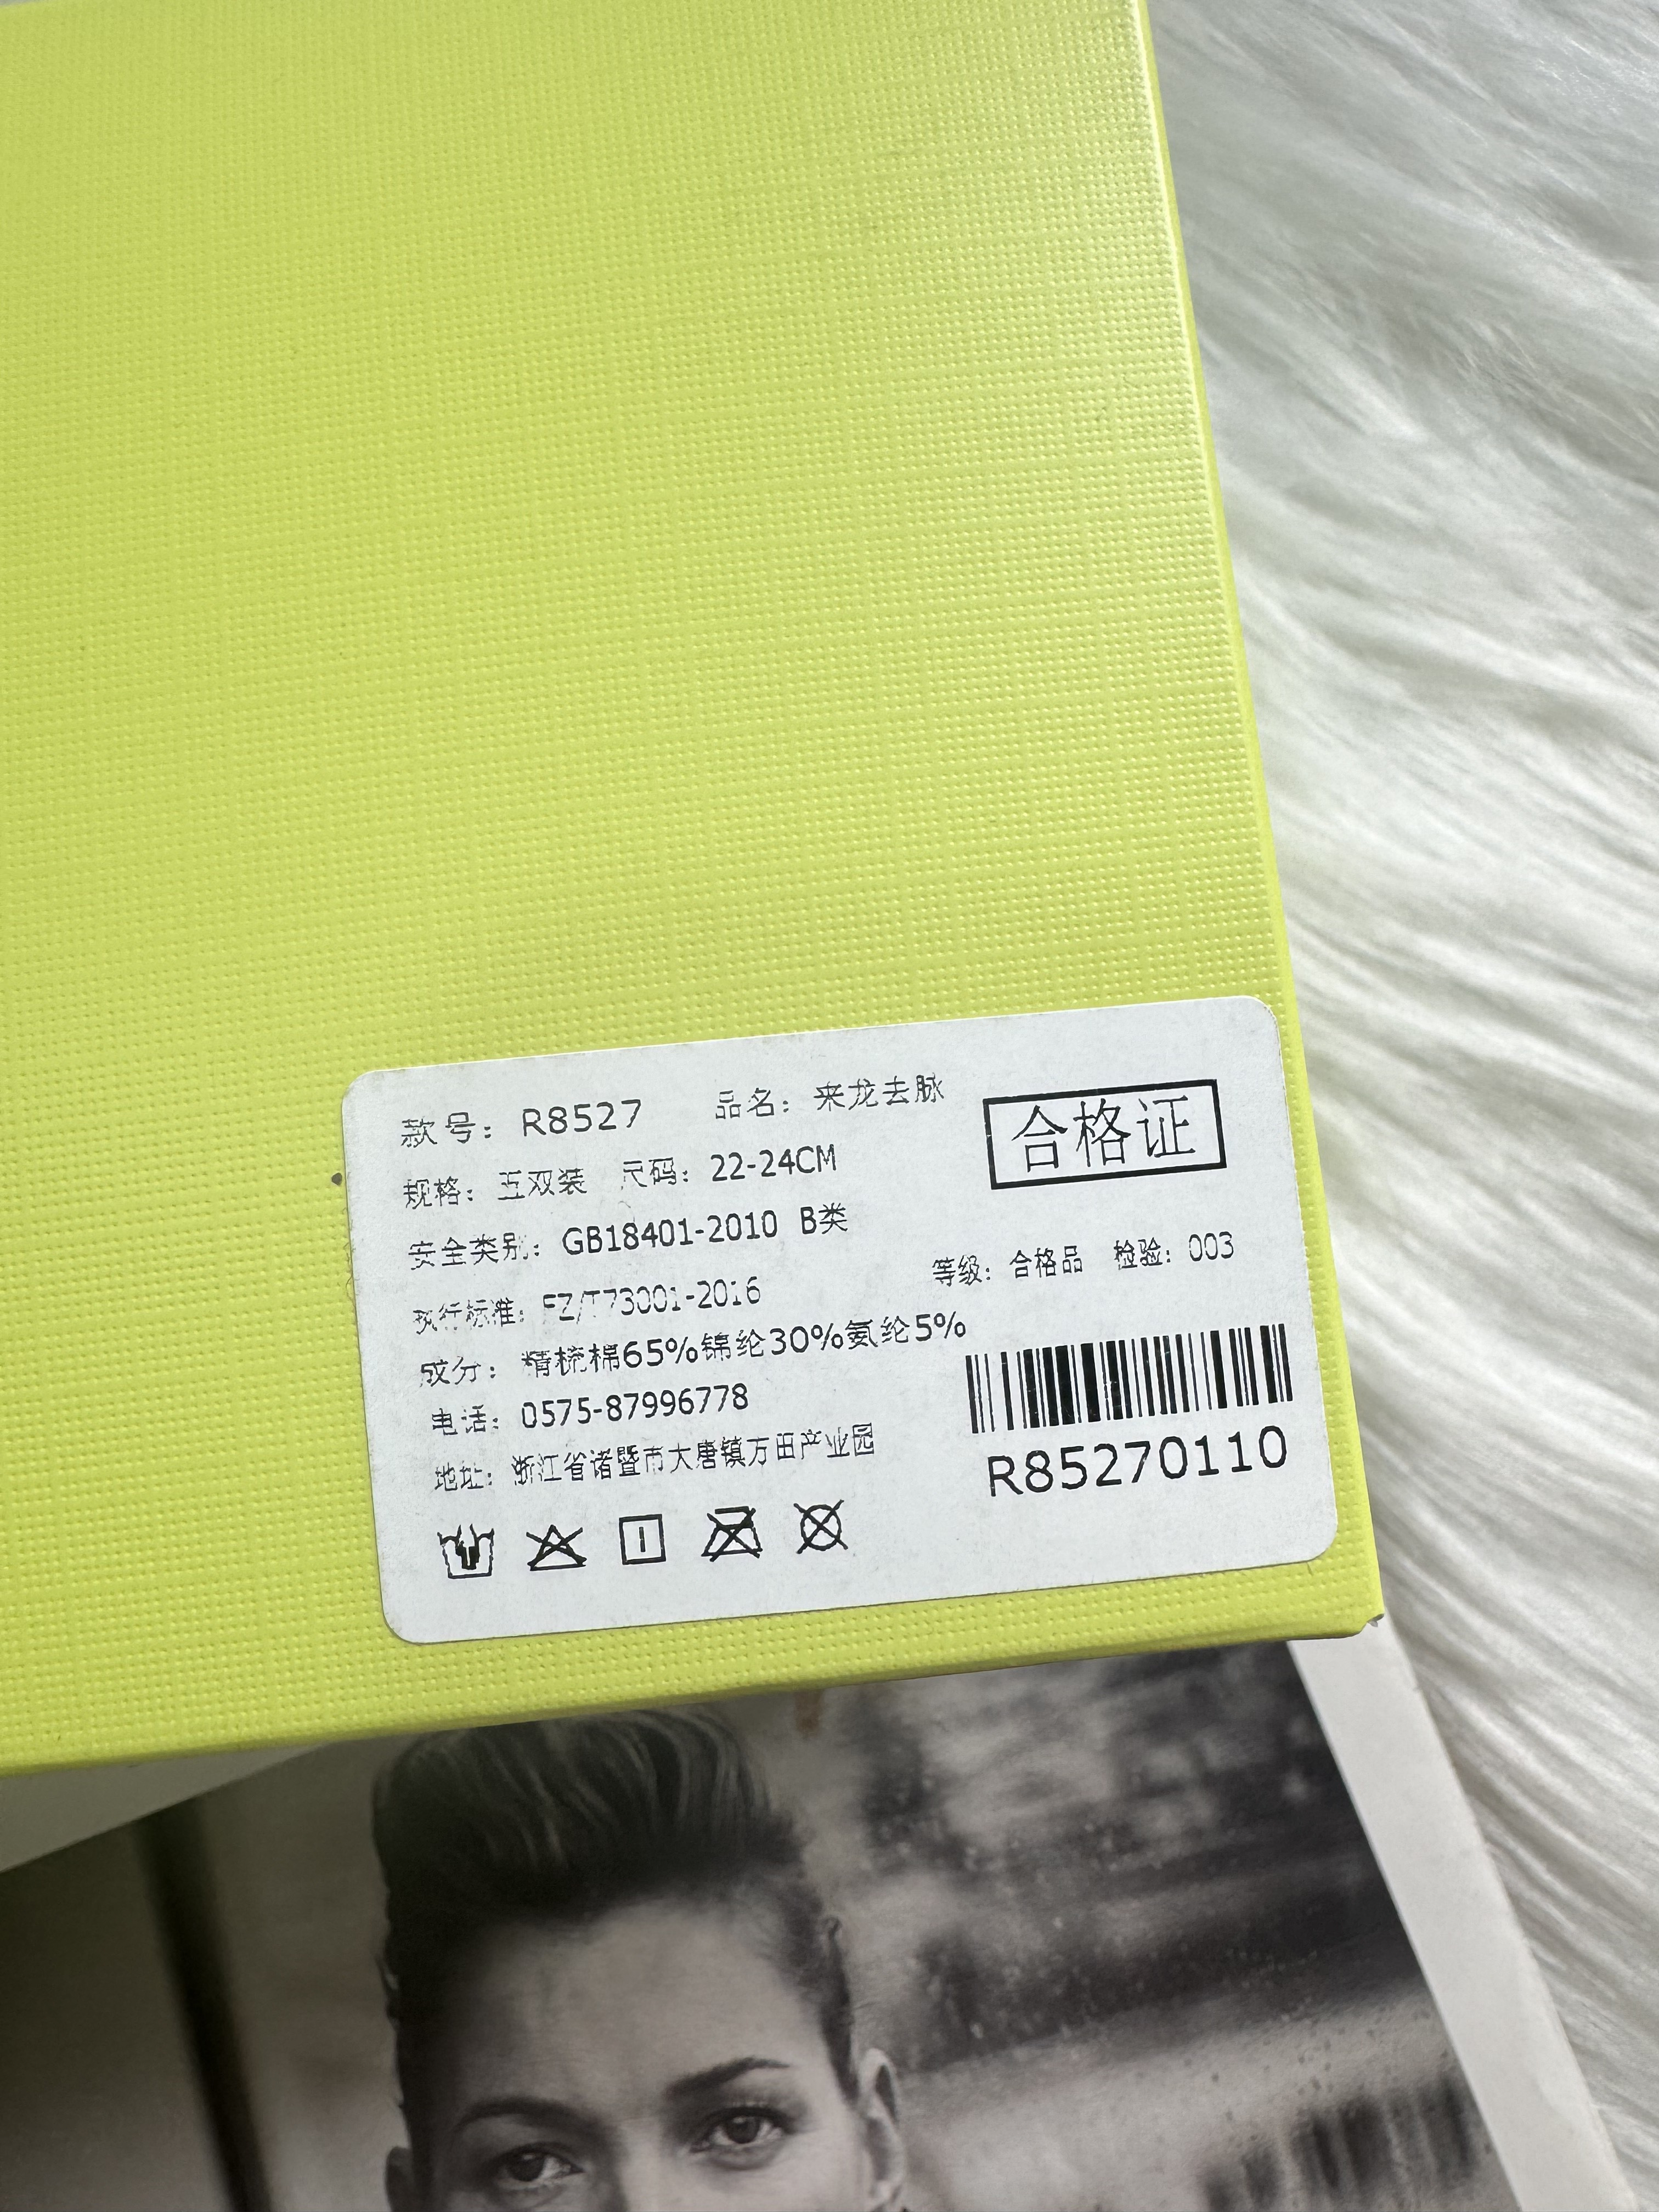 款号: R8527 品名: 来龙去脉
合格证
规格: 五双装 尺码: 22-24CM
安全类别: GB18401-2010 B类
等级: 合格品 检验: 003
执行标准: FZ/T73001-2016
成分: 精梳棉65%锦纶30%氨纶5%
电话: 0575-87996778
地址: 浙江省诸暨市大唐镇万田产业园
R85270110